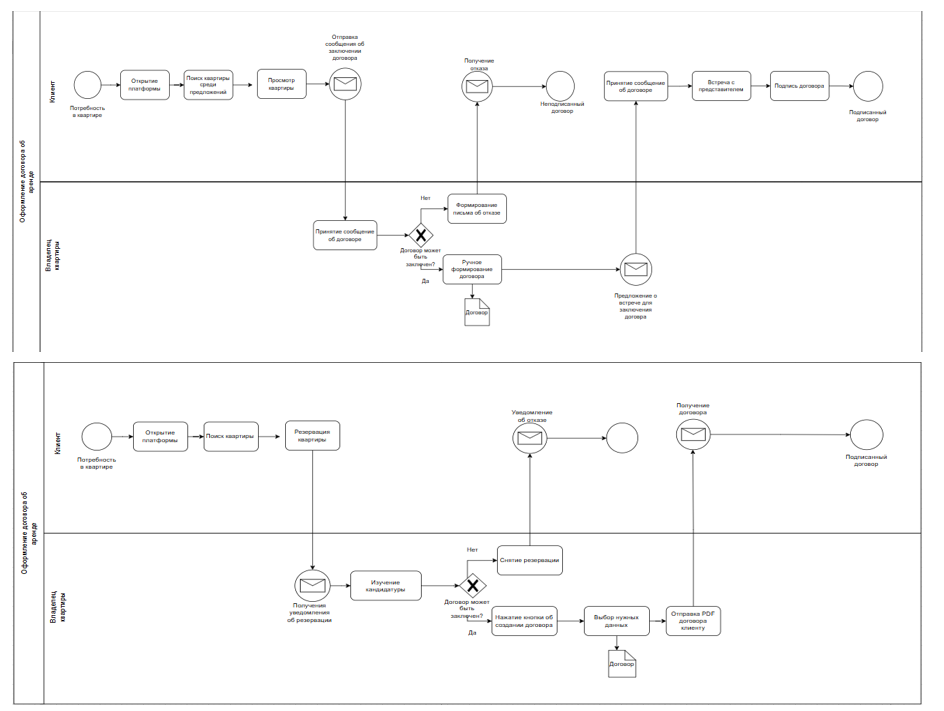 Оформление договора об
аренде
Клиент
Потребность
в квартире
Открытие
платформы
Поиск квартиры
среди
предложений
Просмотр
квартиры
Отправка
сообщения об
заключении
договора
Получение
отказа
Неподписанный
договор
Принятие сообщение
об договоре
Встреча с
представителем
Подпись договора
Подписанный
договор
Владелец
квартиры
Принятие сообщение
об договоре
Договор может
быть
заключен?
Нет
Формирование
письма об отказе
Да
Ручное
формирование
договора
Договор
Предложение о
встрече для
заключения
договра
Оформление договора об
аренде
Клиент
Потребность
в квартире
Открытие
платформы
Поиск квартиры
Резервация
квартиры
Уведомление
об отказе
Получение
договора
Подписанный
договор
Владелец
квартиры
Получения
уведомления
об резервации
Изучение
кандидатуры
Договор может
быть
заключен?
Нет
Снятие резервации
Да
Нажатие кнопки об
создании договора
Выбор нужных
данных
Договор
Отправка PDF
договора
клиенту